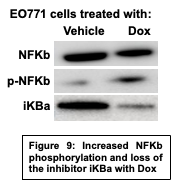 EO771 cells treated with:
Vehicle Dox
NFKb
p-NFKb
iKBa
Figure 9: Increased NFKb
phosphorylation and loss of
the inhibitor iKBa with Dox